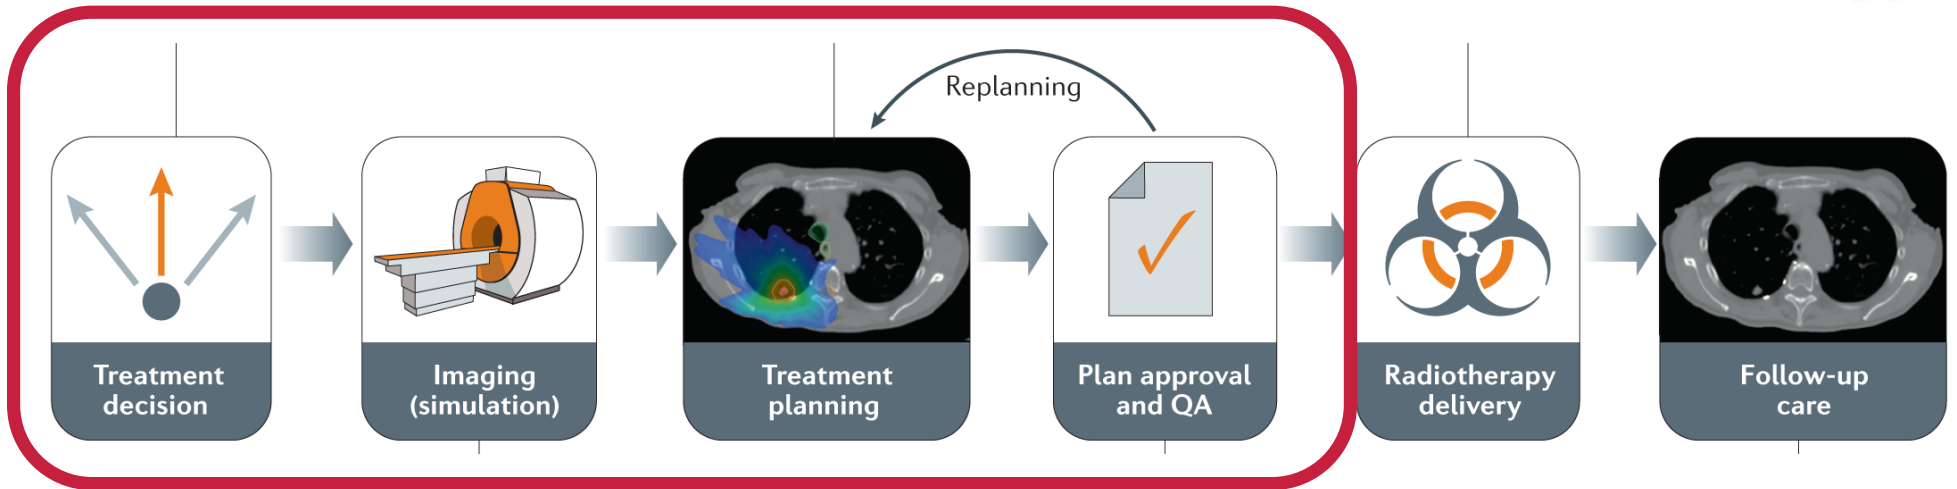 Replanning
Treatment
decision
Imaging
(simulation)
Treatment
planning
Plan approval
and QA
Radiotherapy
delivery
Follow-up
care